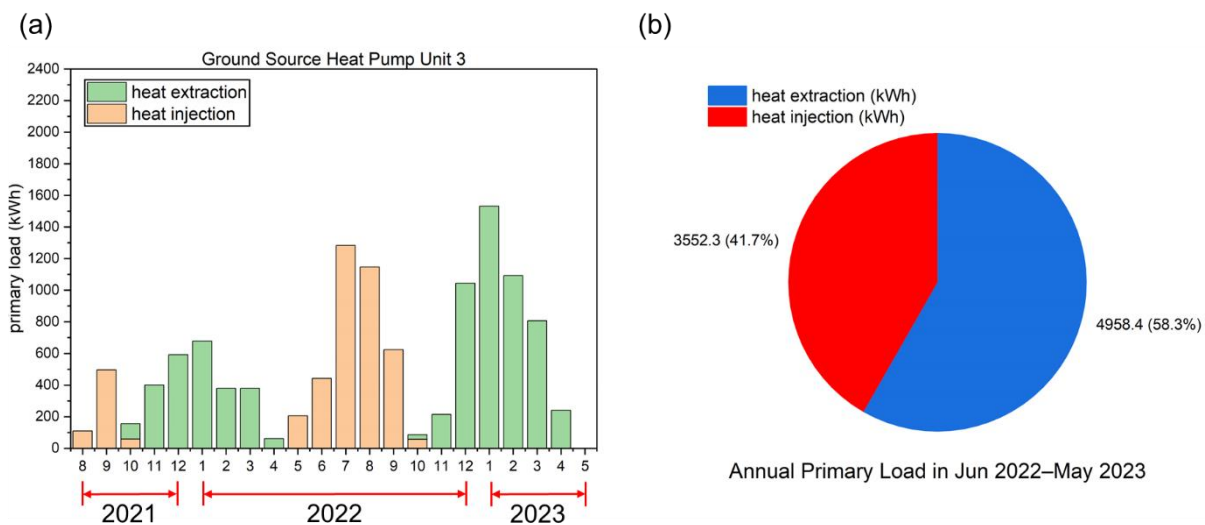 (a)
Ground Source Heat Pump Unit 3
heat extraction
heat injection
primary load (kWh)
2400
2200
2000
1800
1600
1400
1200
1000
800
600
400
200
0
8 9 10 11 12 1 2 3 4 5 6 7 8 9 10 11 12 1 2 3 4 5
2021 2022 2023
(b)
heat extraction (kWh)
heat injection (kWh)
3552.3 (41.7%)
4958.4 (58.3%)
Annual Primary Load in Jun 2022–May 2023